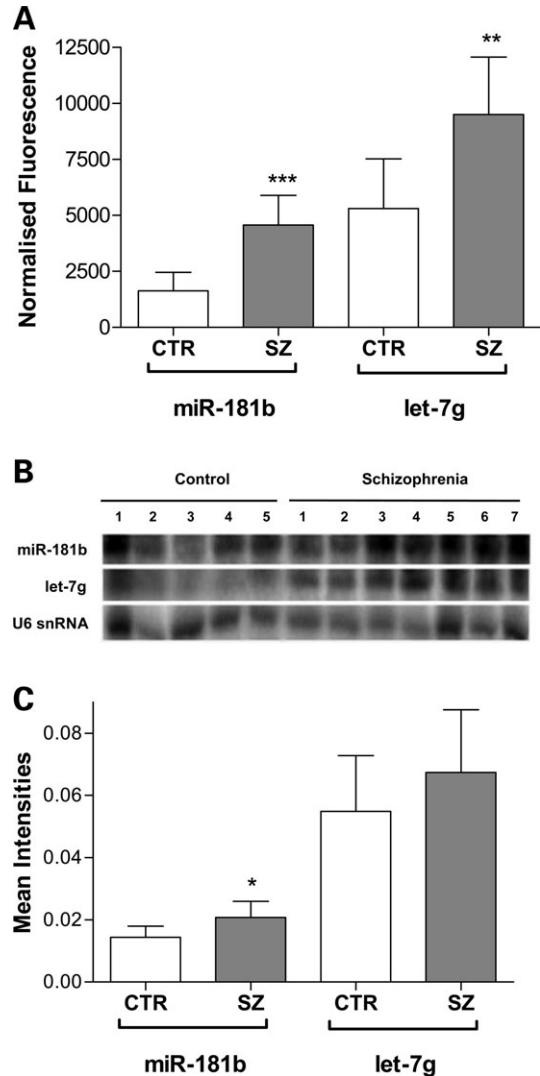 A
Normalised Fluorescence
12500
10000
7500
5000
2500
0
***
**
CTR SZ CTR SZ
miR-181b let-7g
B
Control Schizophrenia
1 2 3 4 5 1 2 3 4 5 6 7
miR-181b
let-7g
U6 snRNA
C
Mean Intensities
0.08
0.06
0.04
0.02
0.00
*
CTR SZ CTR SZ
miR-181b let-7g